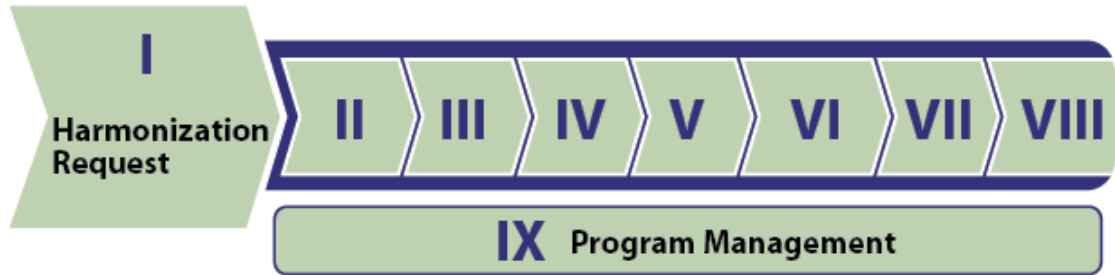 I
Harmonization
Request
II III IV V VI VII VIII
IX Program Management